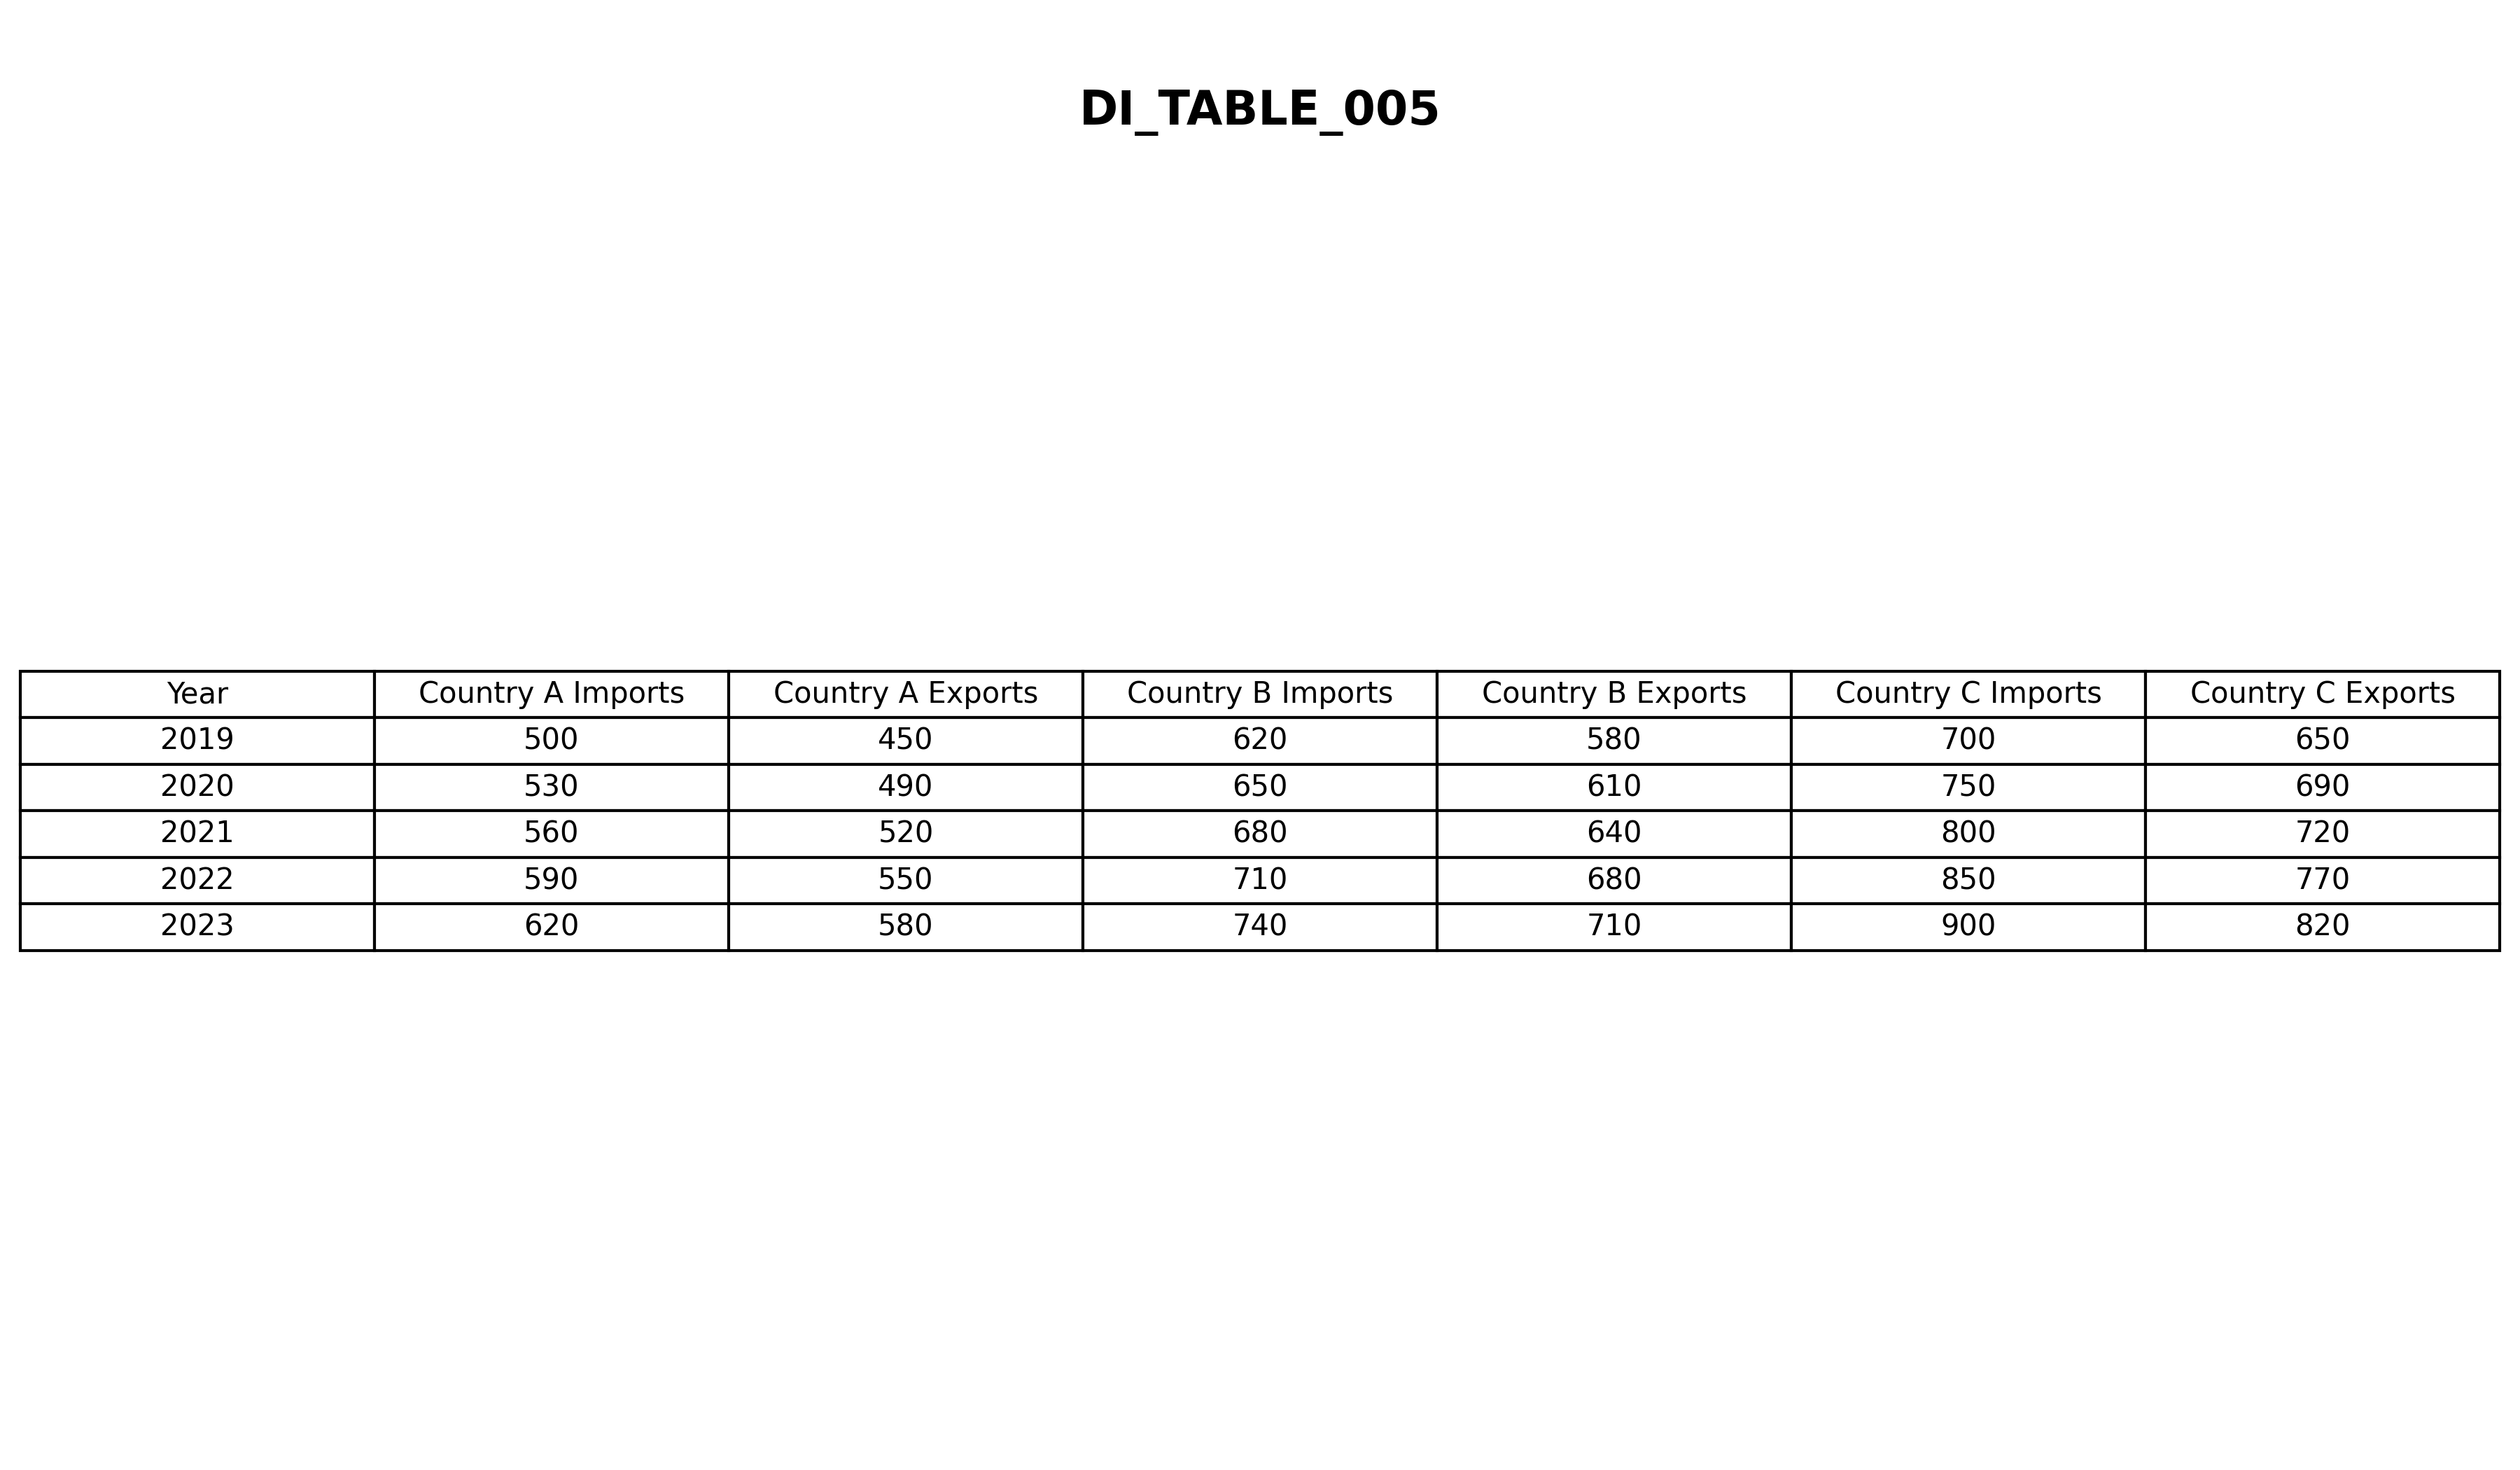 DI_TABLE_005
Year Country A Imports Country A Exports Country B Imports Country B Exports Country C Imports Country C Exports
2019 500 450 620 580 700 650
2020 530 490 650 610 750 690
2021 560 520 680 640 800 720
2022 590 550 710 680 850 770
2023 620 580 740 710 900 820